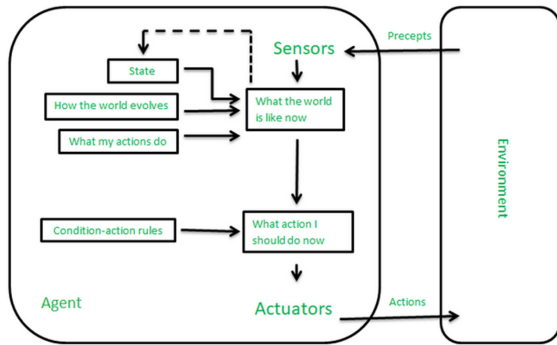 Sensors
Precepts
State
How the world evolves
What the world
is like now
What my actions do
Environment
Condition-action rules
What action I
should do now
Agent
Actuators
Actions